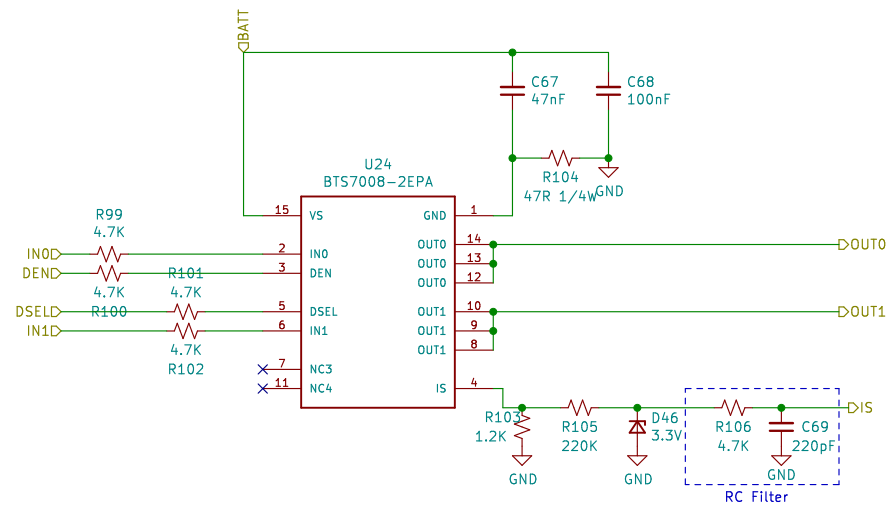 BATT
C67
47nF
C68
100nF
R104
47R 1/4W
GND
U24
BTS7008-2EPA
15
VS
GND
1
R99
4.7K
IN0
2
IN0
OUT0
14
OUT0
DEN
3
DEN
OUT0
13
4.7K
R100
R101
4.7K
OUT0
12
DSEL
5
DSEL
OUT1
10
OUT1
IN1
6
IN1
OUT1
9
4.7K
R102
OUT1
8
7
NC3
11
NC4
IS
4
R103
1.2K
GND
R105
220K
D46
3.3V
GND
R106
4.7K
C69
220pF
GND
IS
RC Filter